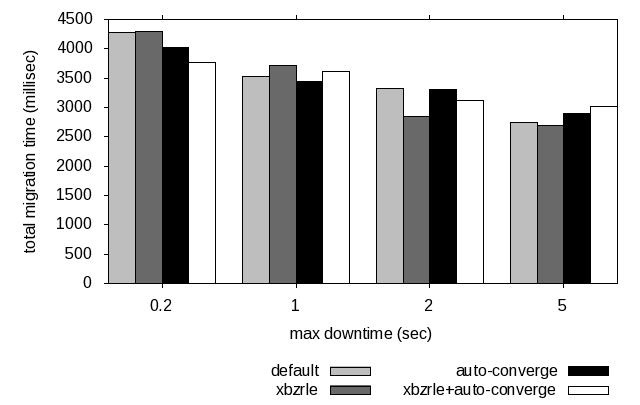 4500
4000
3500
3000
2500
2000
1500
1000
500
0
total migration time (millisec)
0.2 1 2 5
max downtime (sec)
default auto-converge
xbzrle xbzrle+auto-converge